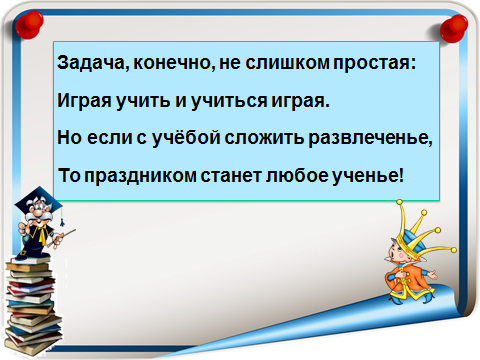 Задача, конечно, не слишком простая:
Играя учить и учиться играя.
Но если с учёбой сложить развлеченье,
То праздником станет любое ученье!